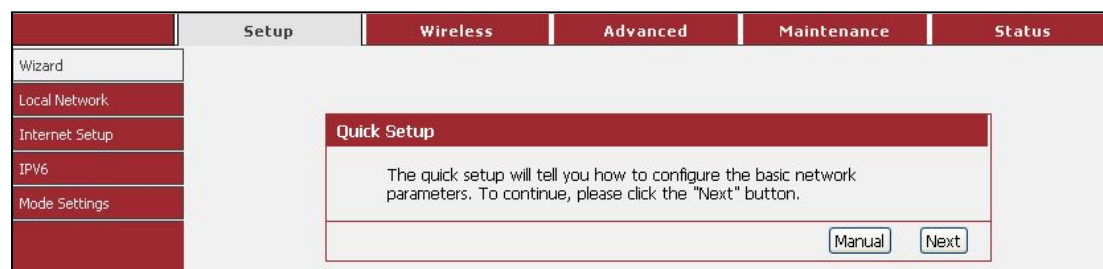 Setup
Wireless
Advanced
Maintenance
Status
Wizard
Local Network
Internet Setup
IPV6
Mode Settings
Quick Setup
The quick setup will tell you how to configure the basic network
parameters. To continue, please click the "Next" button.
Manual
Next